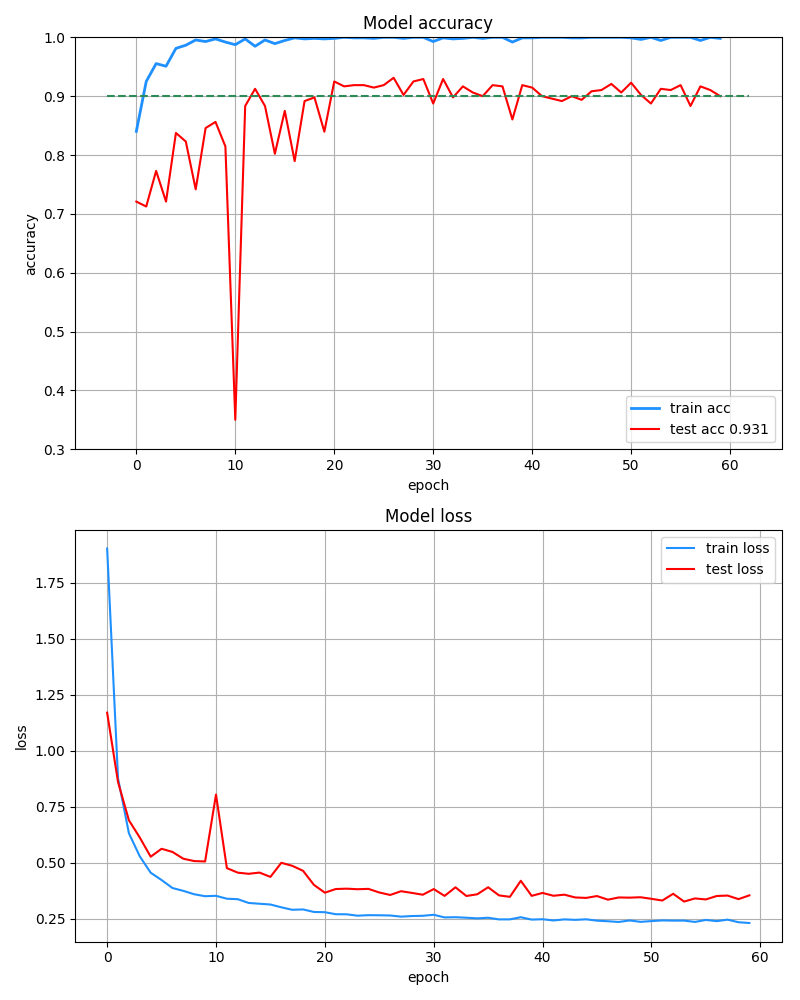 Model accuracy
1.0
0.9
0.8
0.7
0.6
0.5
0.4
0.3
accuracy
train acc
test acc 0.931
0 10 20 30 40 50 60
epoch
Model loss
1.75
1.50
1.25
1.00
0.75
0.50
0.25
loss
train loss
test loss
0 10 20 30 40 50 60
epoch